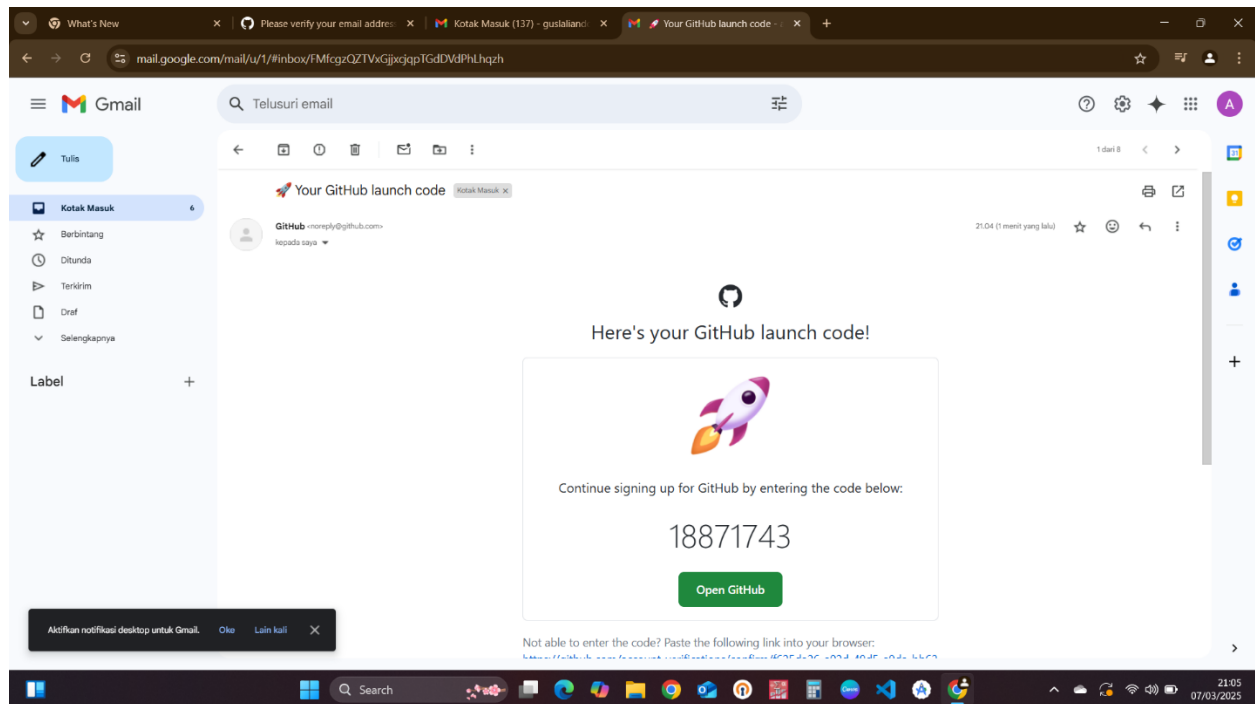 What's New
Please verify your email addres
Kotak Masuk (137) - guslaliand
🚀 Your GitHub launch code -
mail.google.com/mail/u/1/#inbox/FMfcgzQZTVxGjjxcjqpTGdDVdPhLhqzh
Gmail
Telusuri email
A
Tulis
1 dari 8
31
🚀 Your GitHub launch code Kotak Masuk x
Kotak Masuk 6
GitHub <noreply@github.com>
21.04 (1 menit yang lalu)
kepada saya
Berbintang
Ditunda
Terkirim
Draf
Selengkapnya
Label
Here's your GitHub launch code!
Continue signing up for GitHub by entering the code below:
18871743
Open GitHub
Aktifkan notifikasi desktop untuk Gmail. Oke Lain kali
Not able to enter the code? Paste the following link into your browser:
Search
Canva
21:05
07/03/2025